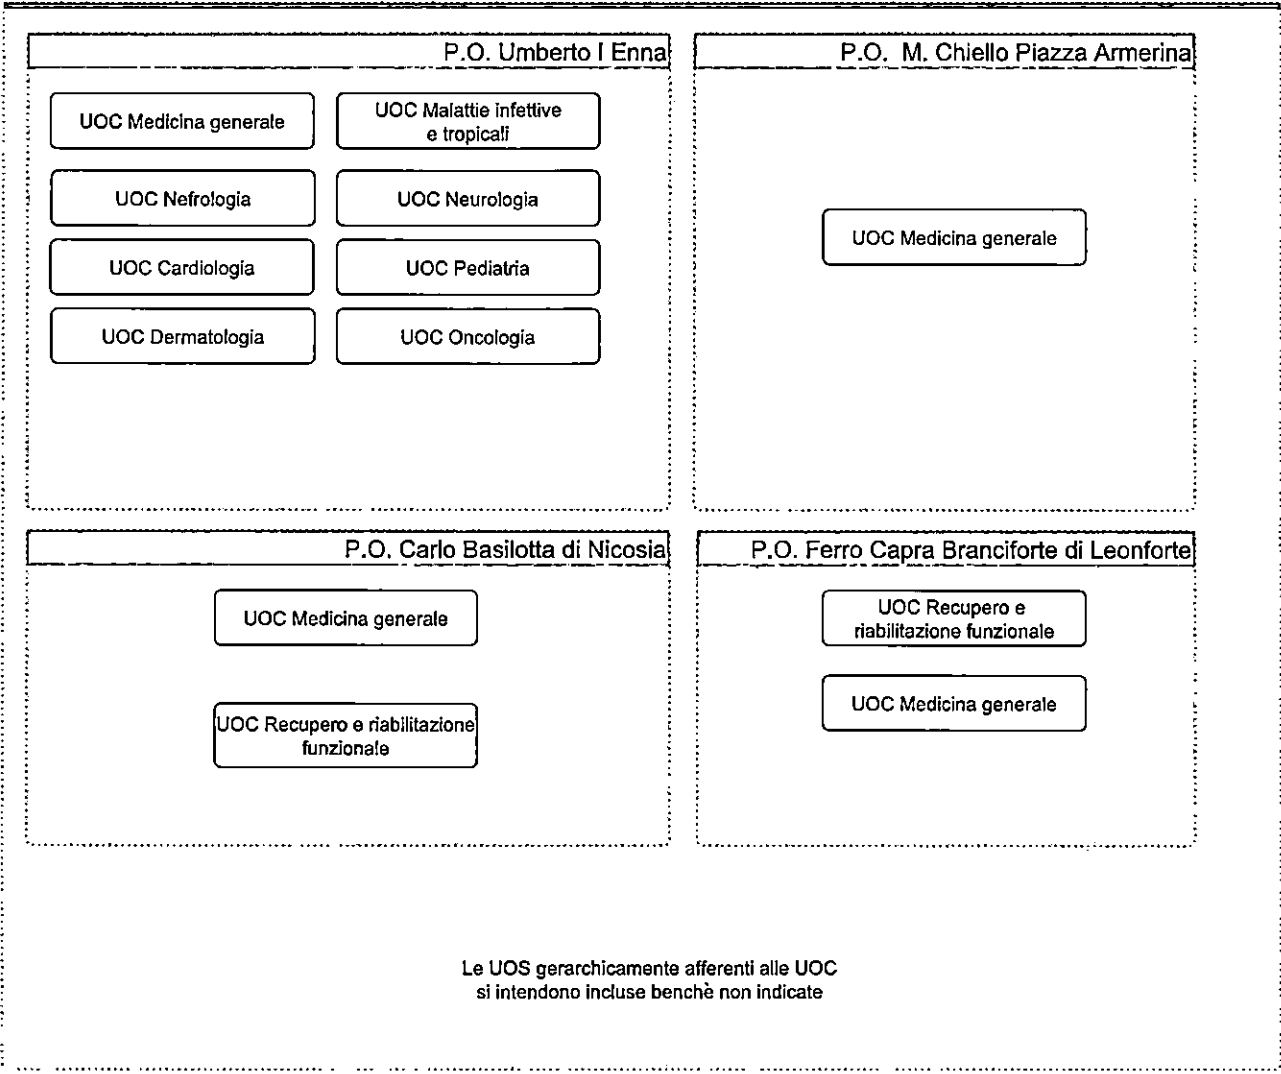 P.O. Umberto I Enna
UOC Medicina generale
UOC Malattie infettive
e tropicali
UOC Nefrologia
UOC Neurologia
UOC Cardiologia
UOC Pediatria
UOC Dermatologia
UOC Oncologia
P.O. M. Chiello Piazza Armerina
UOC Medicina generale
P.O. Carlo Basilotta di Nicosia
UOC Medicina generale
UOC Recupero e riabilitazione
funzionale
P.O. Ferro Capra Branciforte di Leonforte
UOC Recupero e
riabilitazione funzionale
UOC Medicina generale
Le UOS gerarchicamente afferenti alle UOC
si intendono incluse benchè non indicate